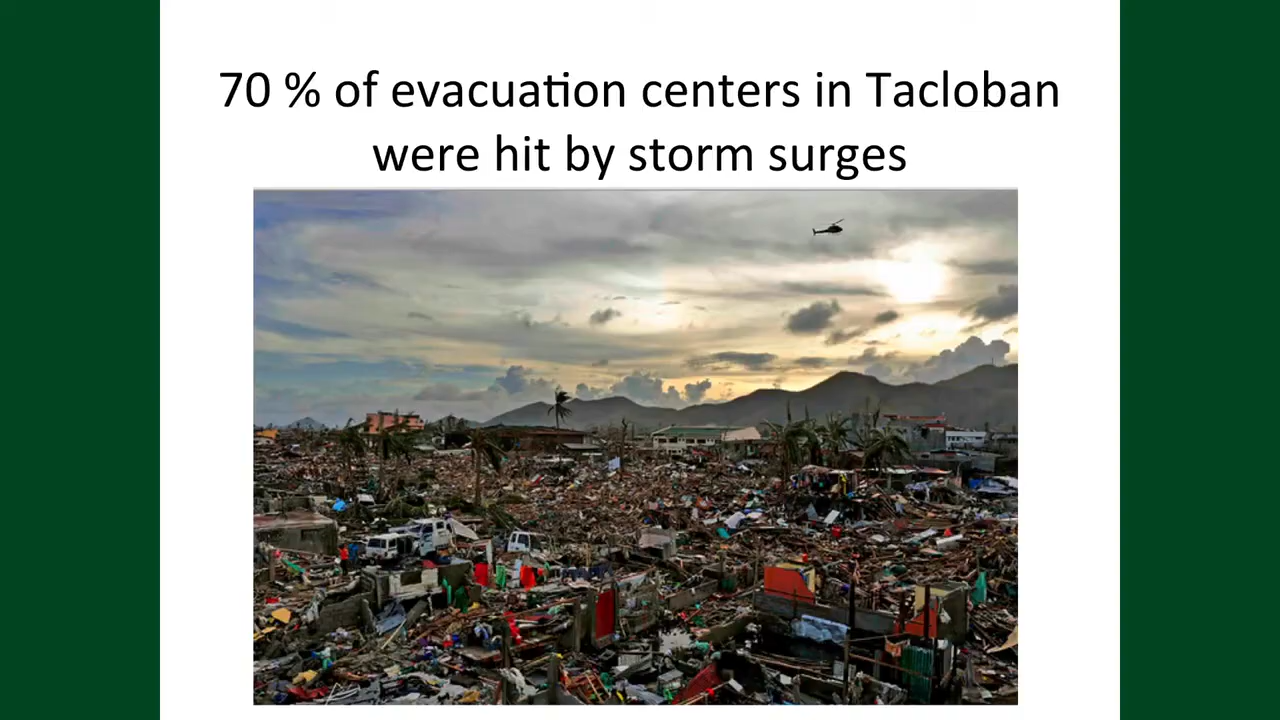 70 % of evacuation centers in Tacloban
were hit by storm surges